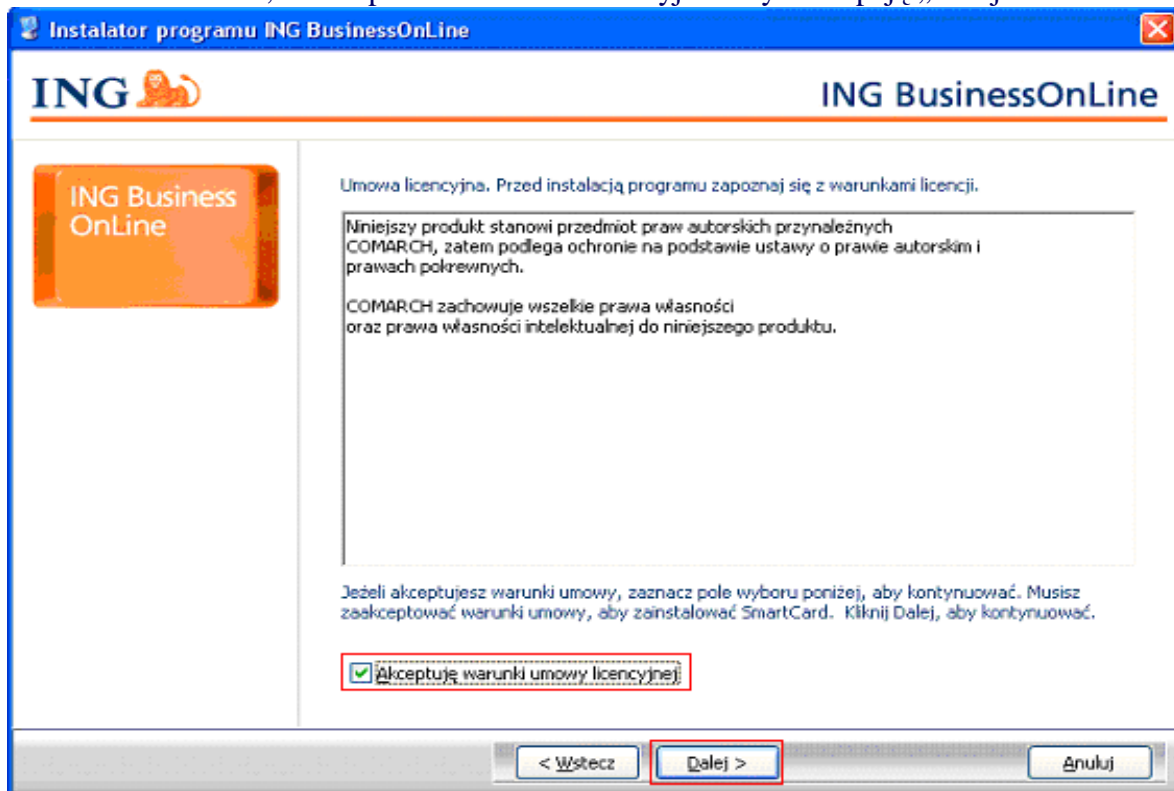 Instalator programu ING BusinessOnLine
ING
ING BusinessOnLine
ING Business
OnLine
Umowa licencyjna. Przed instalacją programu zapoznaj się z warunkami licencji.
Niniejszy produkt stanowi przedmiot praw autorskich przynależnych
COMARCH, zatem podlega ochronie na podstawie ustawy o prawie autorskim i
prawach pokrewnych.
COMARCH zachowuje wszelkie prawa własności
oraz prawa własności intelektualnej do niniejszego produktu.
Jeżeli akceptujesz warunki umowy, zaznacz pole wyboru poniżej, aby kontynuować. Musisz
zaakceptować warunki umowy, aby zainstalować SmartCard. Kliknij Dalej, aby kontynuować.
Akceptuję warunki umowy licencyjnej
< Wstecz
Dalej >
Anuluj